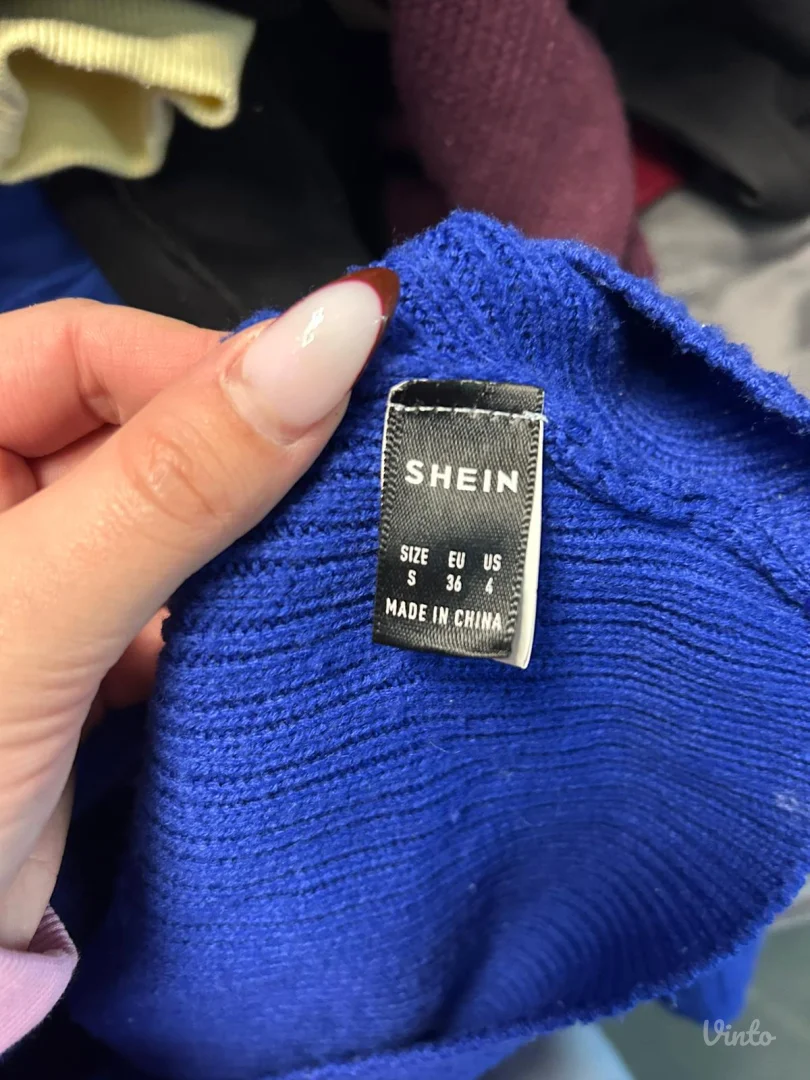 SHEIN
SIZE EU US
S 36 4
MADE IN CHINA
Vinto